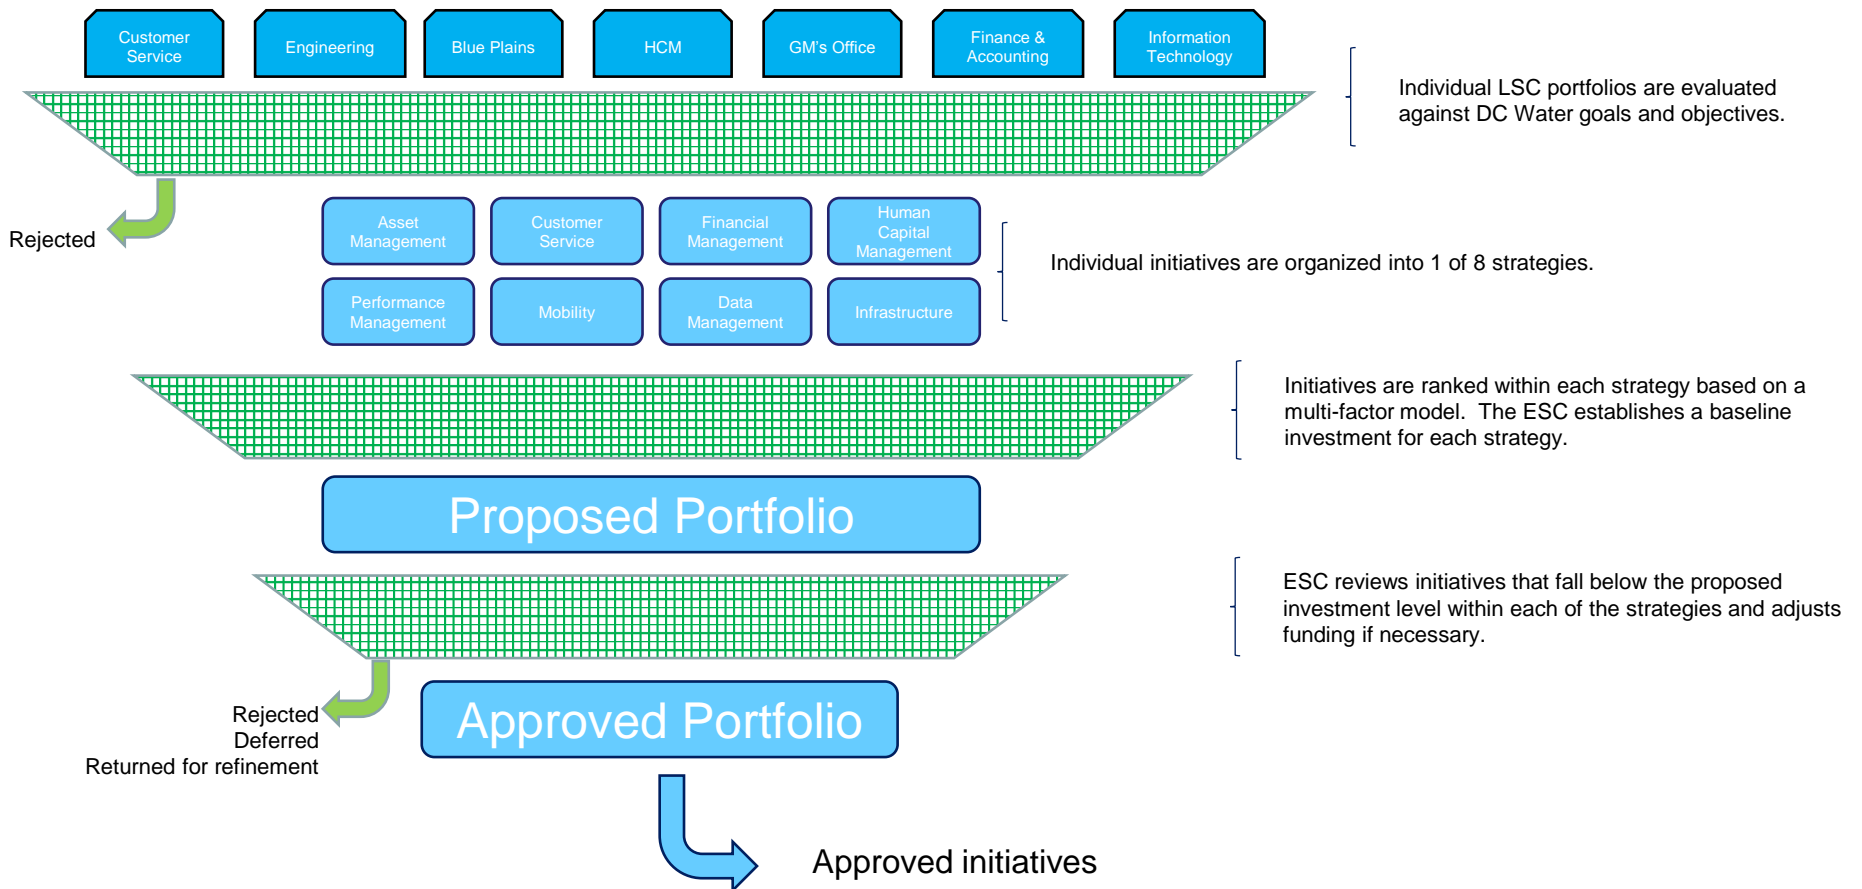 Customer
Service
Engineering
Blue Plains
HCM
GM's Office
Finance &
Accounting
Information
Technology
Individual LSC portfolios are evaluated
against DC Water goals and objectives.
Rejected
Asset
Management
Customer
Service
Financial
Management
Human
Capital
Management
Individual initiatives are organized into 1 of 8 strategies.
Performance
Management
Mobility
Data
Management
Infrastructure
Initiatives are ranked within each strategy based on a
multi-factor model.  The ESC establishes a baseline
investment for each strategy.
Proposed Portfolio
ESC reviews initiatives that fall below the proposed
investment level within each of the strategies and adjusts
funding if necessary.
Rejected
Deferred
Returned for refinement
Approved Portfolio
Approved initiatives